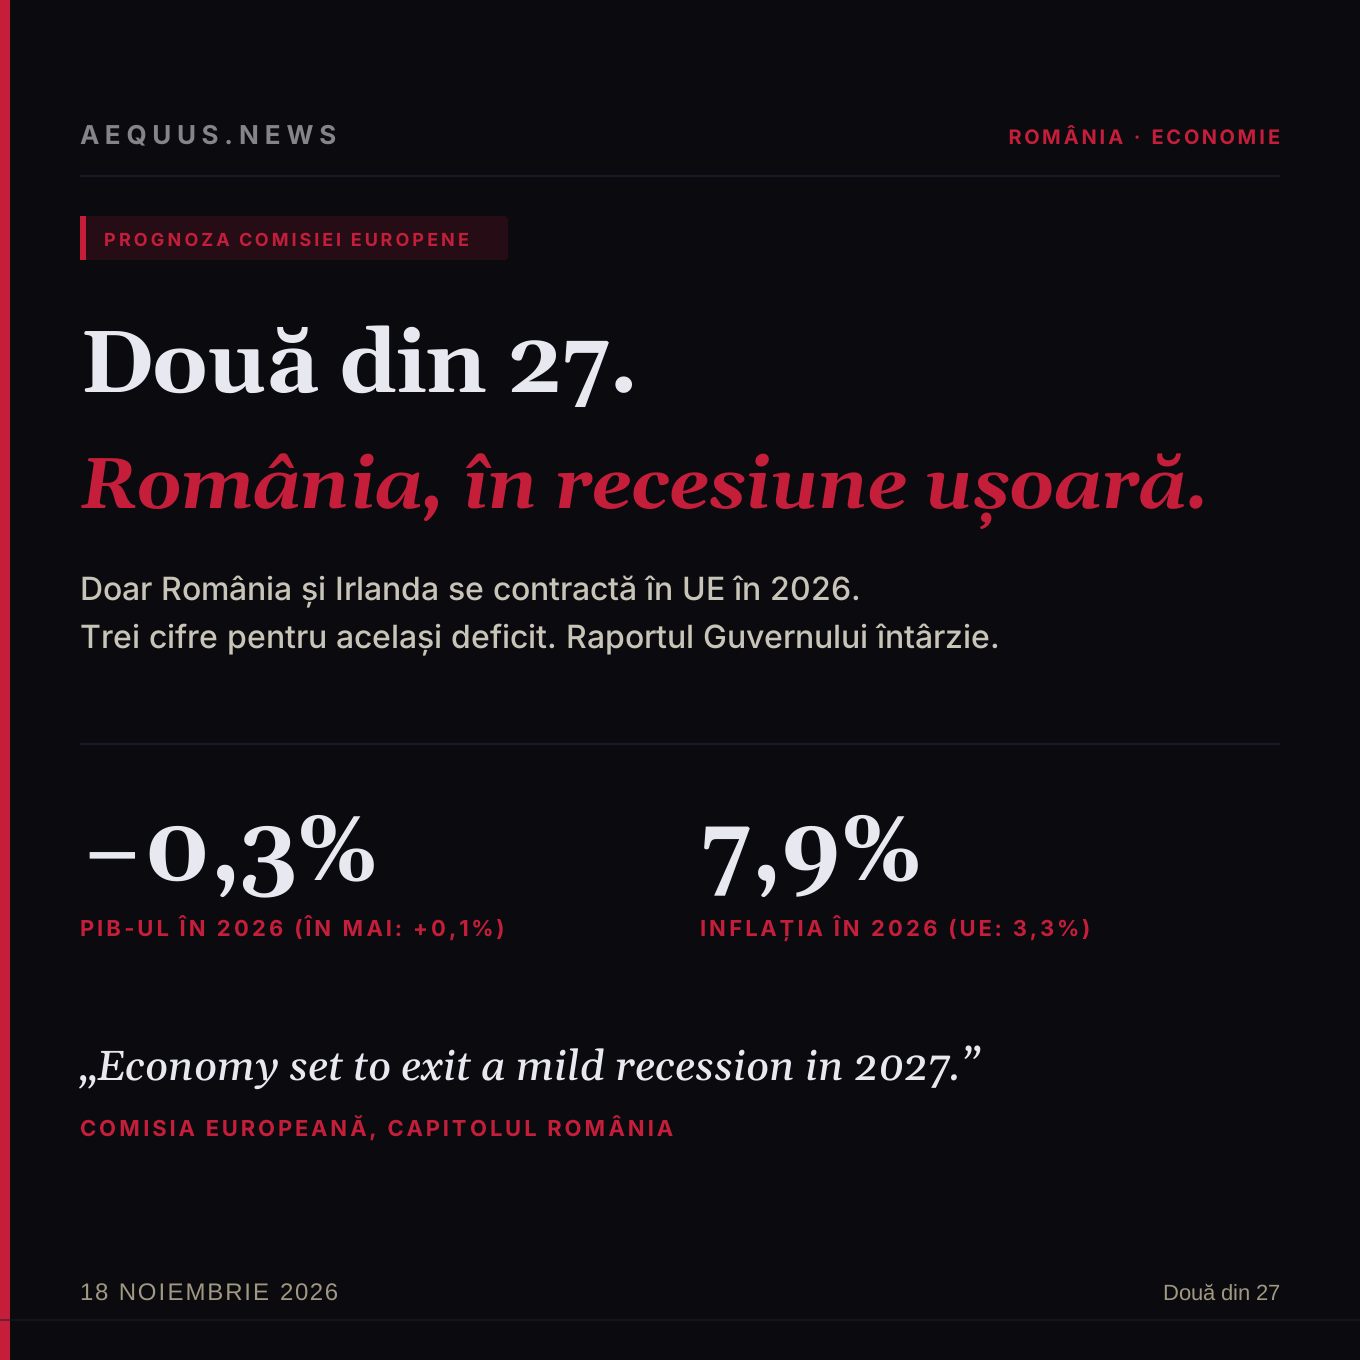 AEQUUS.NEWS
ROMÂNIA · ECONOMIE
PROGNOZA COMISIEI EUROPENE
Două din 27.
România, în recesiune ușoară.
Doar România și Irlanda se contractă în UE în 2026.
Trei cifre pentru același deficit. Raportul Guvernului întârzie.
−0,3%
PIB-UL ÎN 2026 (ÎN MAI: +0,1%)
7,9%
INFLAȚIA ÎN 2026 (UE: 3,3%)
„Economy set to exit a mild recession in 2027.”
COMISIA EUROPEANĂ, CAPITOLUL ROMÂNIA
18 NOIEMBRIE 2026
Două din 27